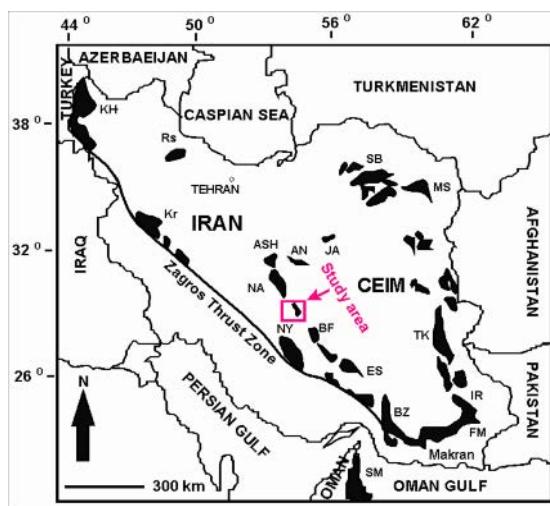 44 50 56 62
AZERBAEIJAN
TURKEY
TURKMENISTAN
CASPIAN SEA
KH
38°
Rs
SB
MS
TEHRAN
Kr
IRAN
AFGHANISTAN
IRAQ
32°
ASH
AN
JA
NA
Study area
CEIM
Zagros Thrust Zone
NY
BF
TK
ES
26°
PAKISTAN
N
IR
BZ
FM
PERSIAN GULF
Makran
OMAN
SM
OMAN GULF
300 km